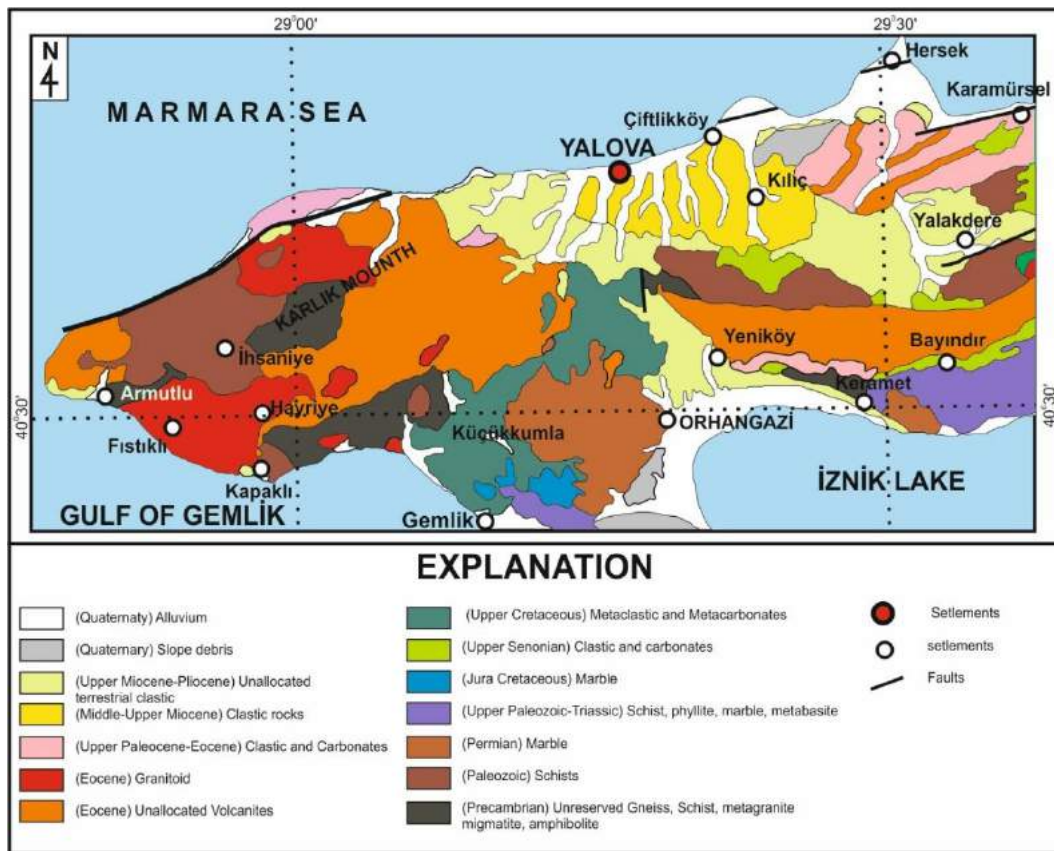 29°00'
29°30'
N
Hersek
MARMARA SEA
Karamürsel
Çiftlikköy
YALOVA
Kılıç
Yalakdere
KARLIK MOUNTH
İhsaniye
Yeniköy
Bayındır
Armutlu
Keramet
40°30'
Hayriye
40°30'
Fıstıklı
Küçükkumla
ORHANGAZİ
Kapaklı
İZNİK LAKE
GULF OF GEMLİK
Gemlik
EXPLANATION
(Quaternaty) Alluvium
(Quaternary) Slope debris
(Upper Miocene-Pliocene) Unallocated
terrestrial clastic
(Middle-Upper Miocene) Clastic rocks
(Upper Paleocene-Eocene) Clastic and Carbonates
(Eocene) Granitoid
(Eocene) Unallocated Volcanites
(Upper Cretaceous) Metaclastic and Metacarbonates
(Upper Senonian) Clastic and carbonates
(Jura Cretaceous) Marble
(Upper Paleozoic-Triassic) Schist, phyllite, marble, metabasite
(Permian) Marble
(Paleozoic) Schists
(Precambrian) Unreserved Gneiss, Schist, metagranite
migmatite, amphibolite
Setlements
setlements
Faults